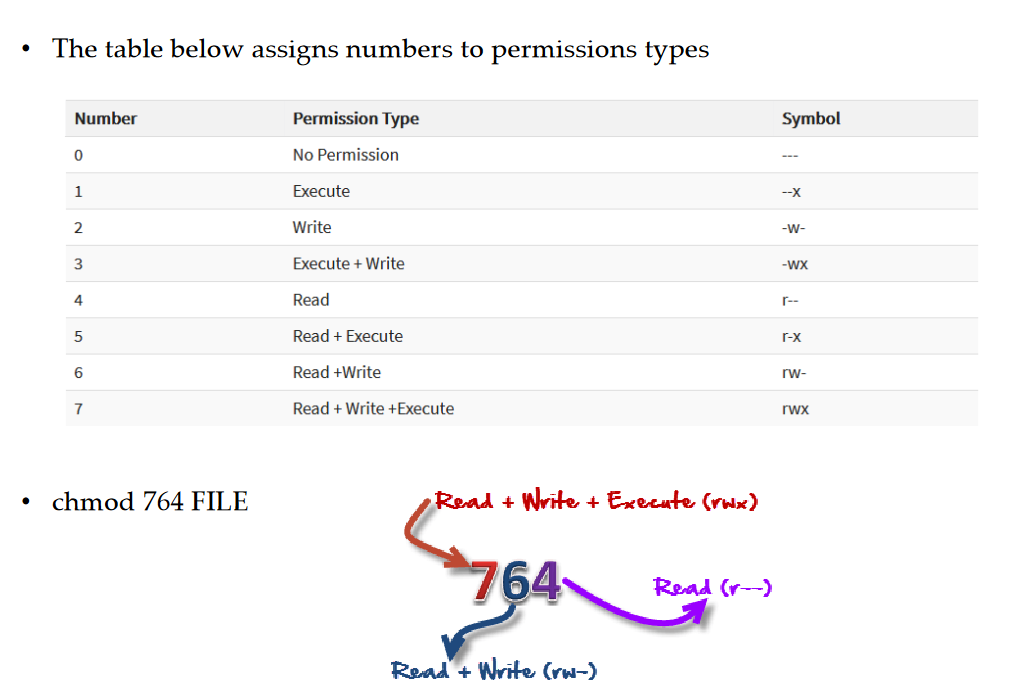 • The table below assigns numbers to permissions types
Number Permission Type Symbol
0 No Permission ---
1 Execute --x
2 Write -w-
3 Execute + Write -wx
4 Read r--
5 Read + Execute r-x
6 Read +Write rw-
7 Read + Write +Execute rwx
• chmod 764 FILE
Read + Write + Execute (rwx)
764
Read (r--)
Read + Write (rw-)